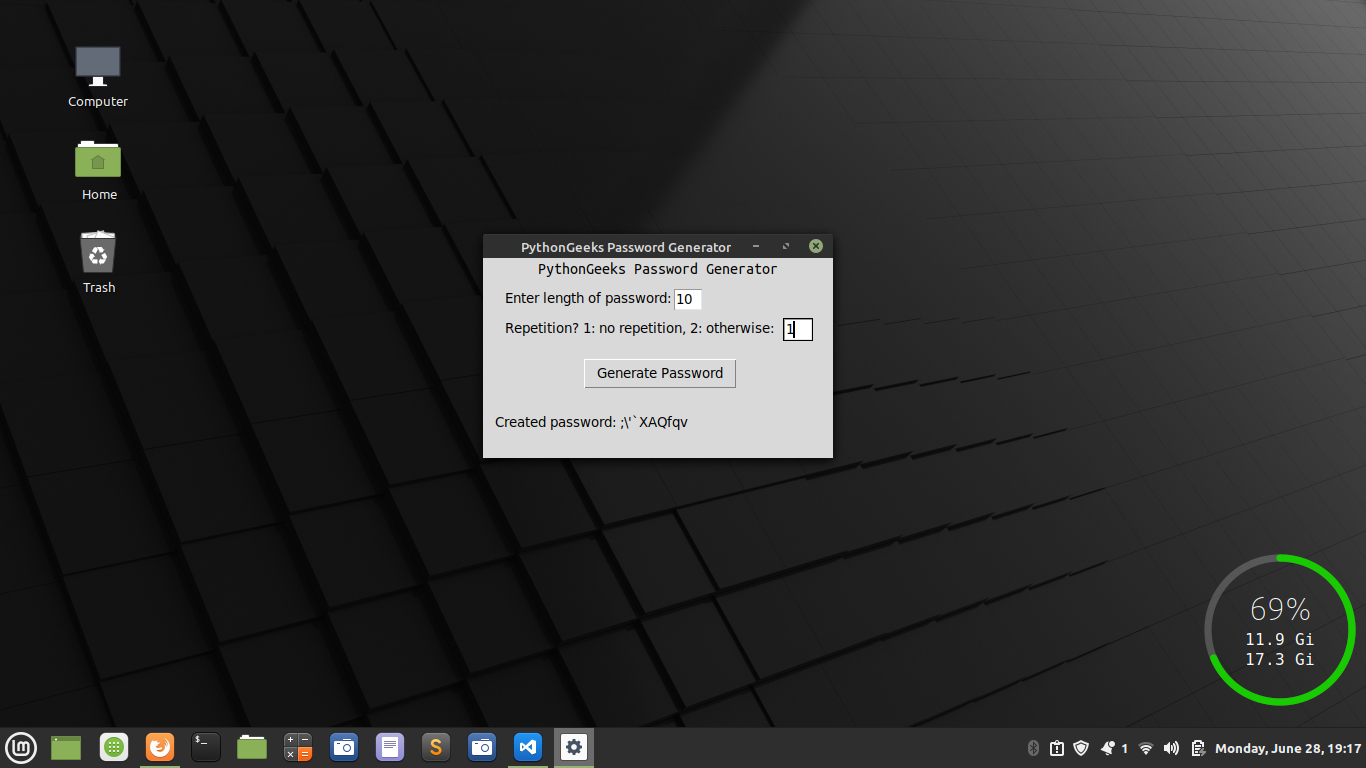 Computer
Home
Trash
PythonGeeks Password Generator
PythonGeeks Password Generator
Enter length of password: 10
Repetition? 1: no repetition, 2: otherwise: 1
Generate Password
Created password: ;\'`XAQfqv
69%
11.9 Gi
17.3 Gi
$_
S
1
Monday, June 28, 19:17